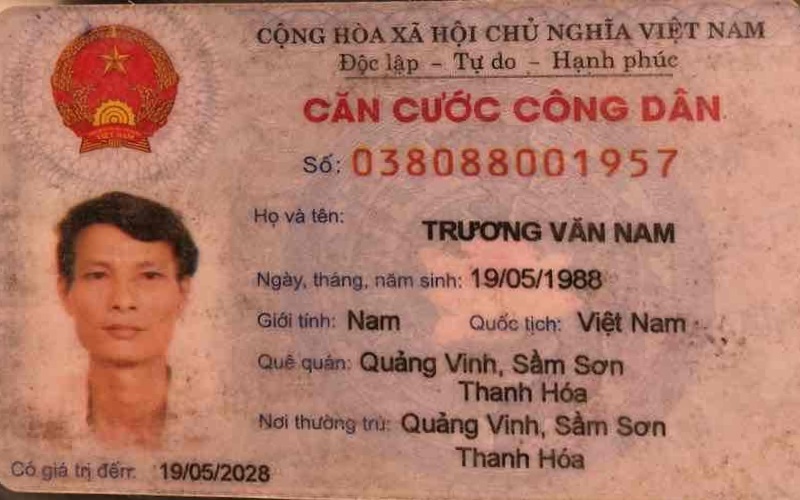 CỘNG HÒA XÃ HỘI CHỦ NGHĨA VIỆT NAM
Độc lập - Tự do - Hạnh phúc
CĂN CƯỚC CÔNG DÂN
Số: 038088001957
Họ và tên: TRƯƠNG VĂN NAM
Ngày, tháng, năm sinh: 19/05/1988
Giới tính: Nam Quốc tịch: Việt Nam
Quê quán: Quảng Vinh, Sầm Sơn
Thanh Hóa
Nơi thường trú: Quảng Vinh, Sầm Sơn
Thanh Hóa
Có giá trị đến: 19/05/2028